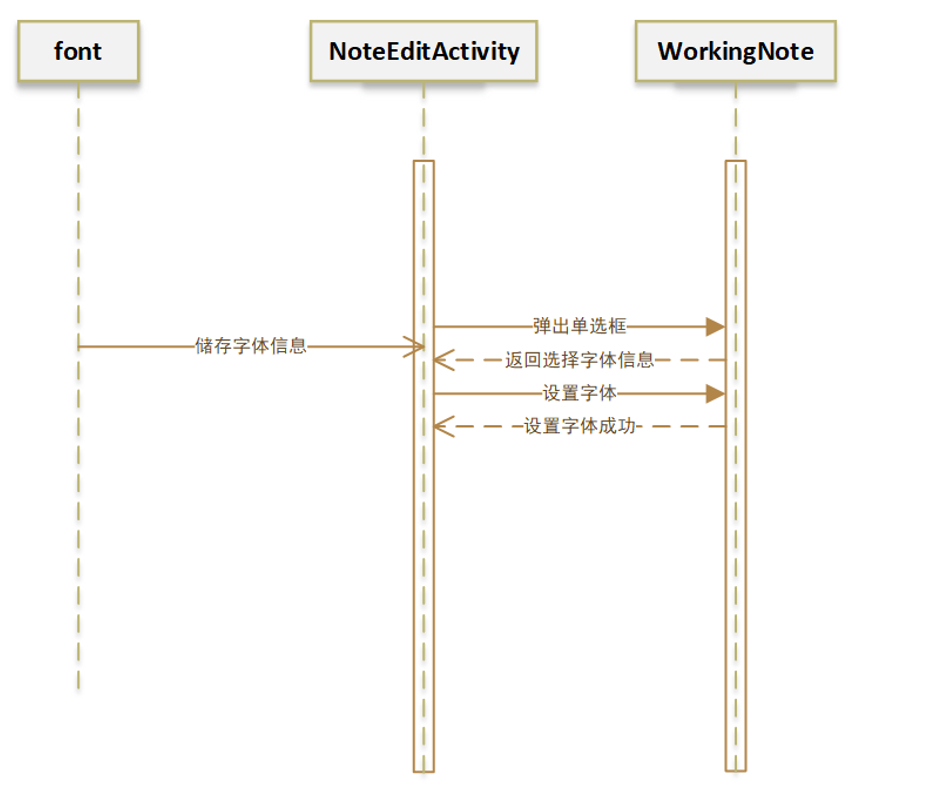 font
NoteEditActivity
WorkingNote
弹出单选框
储存字体信息
返回选择字体信息
设置字体
设置字体成功